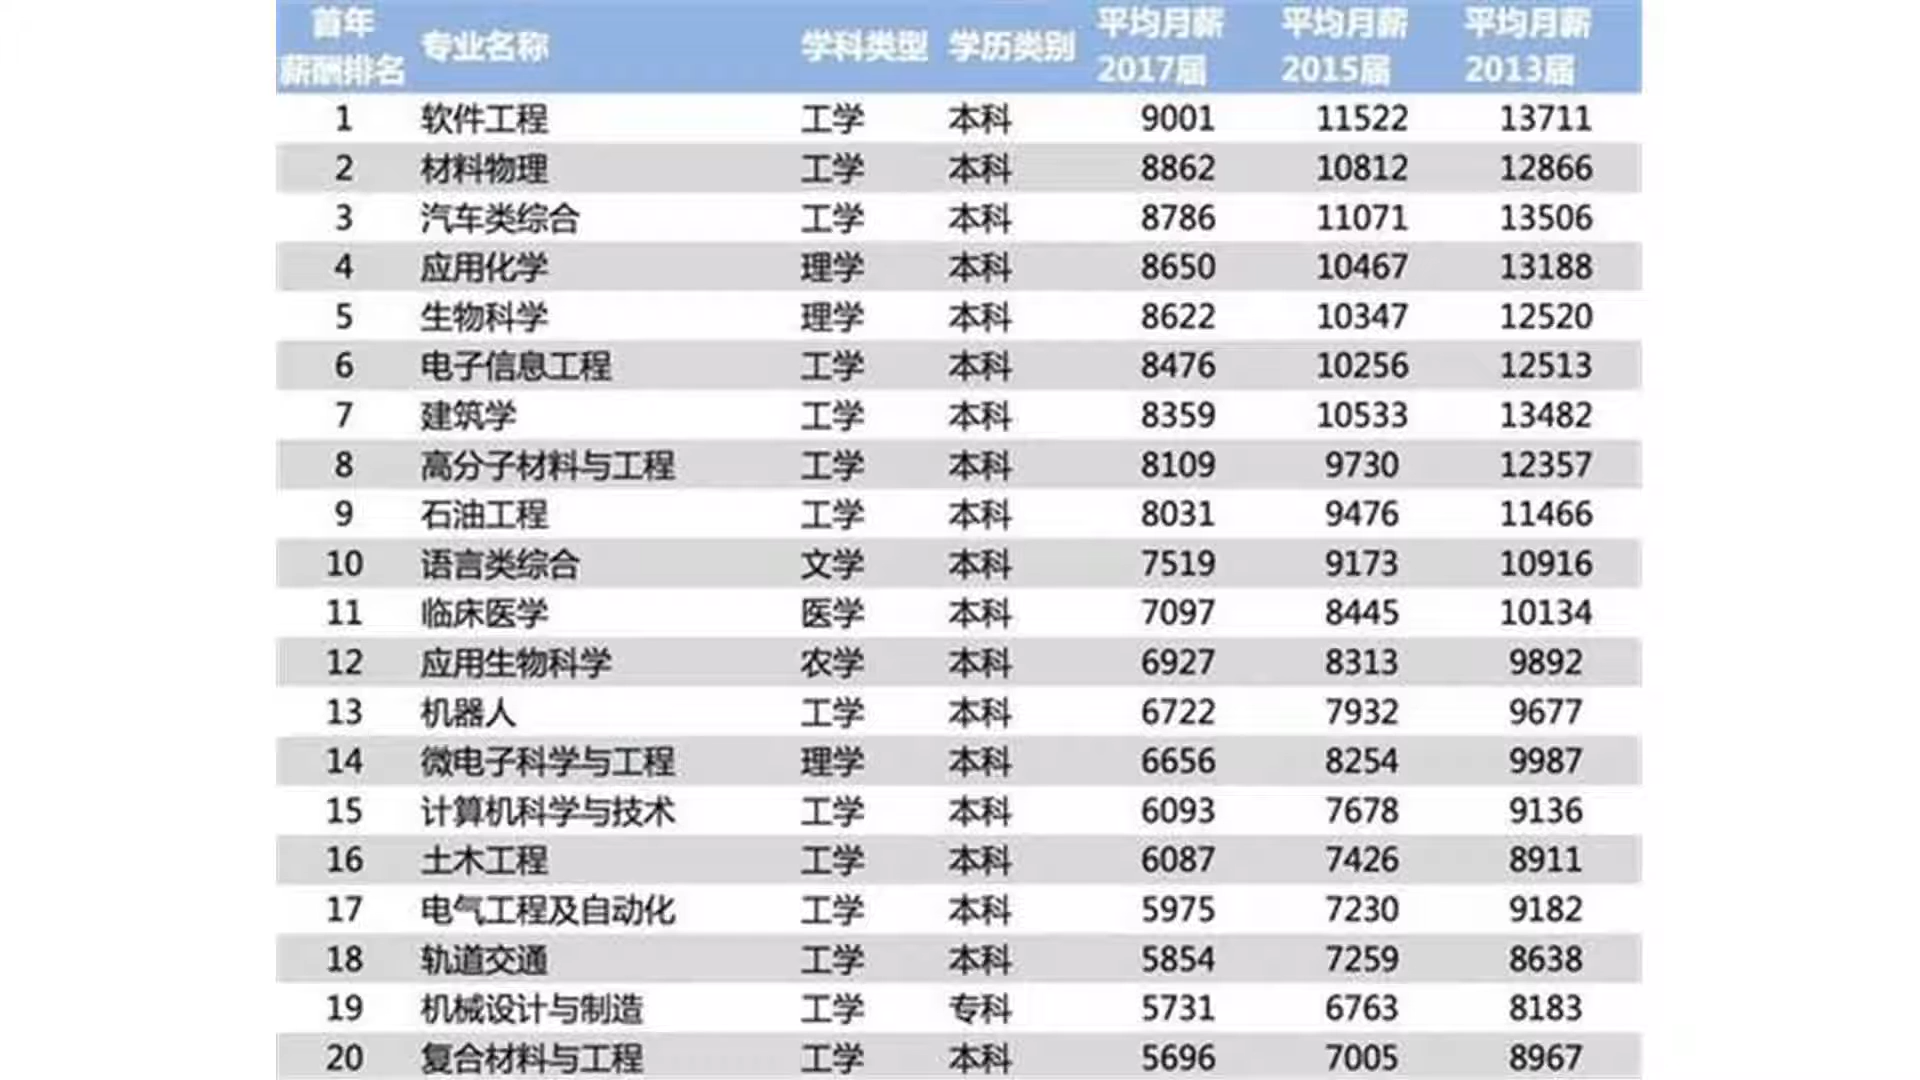 首年薪酬排名 专业名称 学科类型 学历类别 平均月薪2017届 平均月薪2015届 平均月薪2013届
1 软件工程 工学 本科 9001 11522 13711
2 材料物理 工学 本科 8862 10812 12866
3 汽车类综合 工学 本科 8786 11071 13506
4 应用化学 理学 本科 8650 10467 13188
5 生物科学 理学 本科 8622 10347 12520
6 电子信息工程 工学 本科 8476 10256 12513
7 建筑学 工学 本科 8359 10533 13482
8 高分子材料与工程 工学 本科 8109 9730 12357
9 石油工程 工学 本科 8031 9476 11466
10 语言类综合 文学 本科 7519 9173 10916
11 临床医学 医学 本科 7097 8445 10134
12 应用生物科学 农学 本科 6927 8313 9892
13 机器人 工学 本科 6722 7932 9677
14 微电子科学与工程 理学 本科 6656 8254 9987
15 计算机科学与技术 工学 本科 6093 7678 9136
16 土木工程 工学 本科 6087 7426 8911
17 电气工程及自动化 工学 本科 5975 7230 9182
18 轨道交通 工学 本科 5854 7259 8638
19 机械设计与制造 工学 专科 5731 6763 8183
20 复合材料与工程 工学 本科 5696 7005 8967